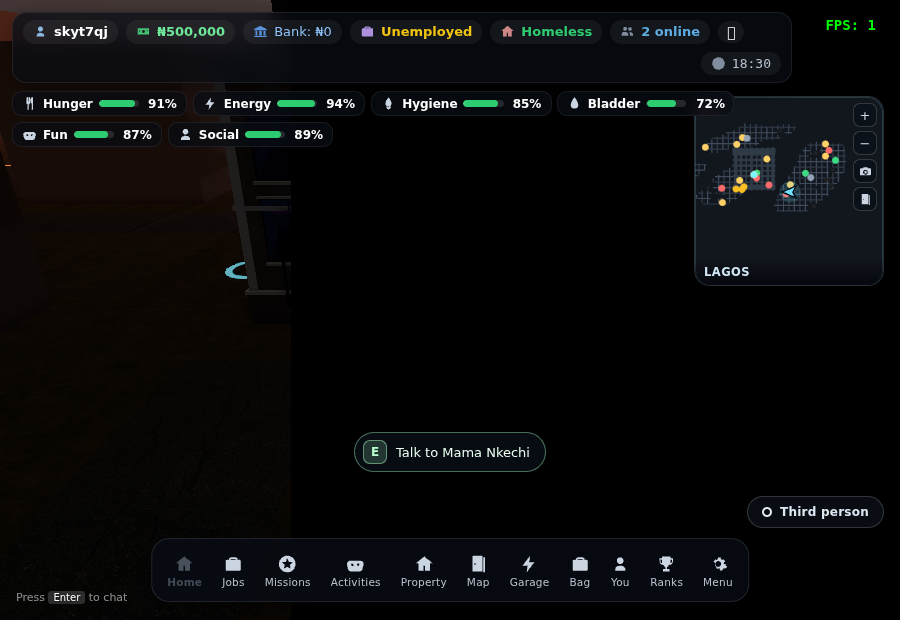 skyt7qj ₦500,000 Bank: ₦0 Unemployed Homeless 2 online
18:30
FPS: 1
Hunger 91% Energy 94% Hygiene 85% Bladder 72%
Fun 87% Social 89%
+
−
LAGOS
E Talk to Mama Nkechi
Third person
Home Jobs Missions Activities Property Map Garage Bag You Ranks Menu
Press Enter to chat